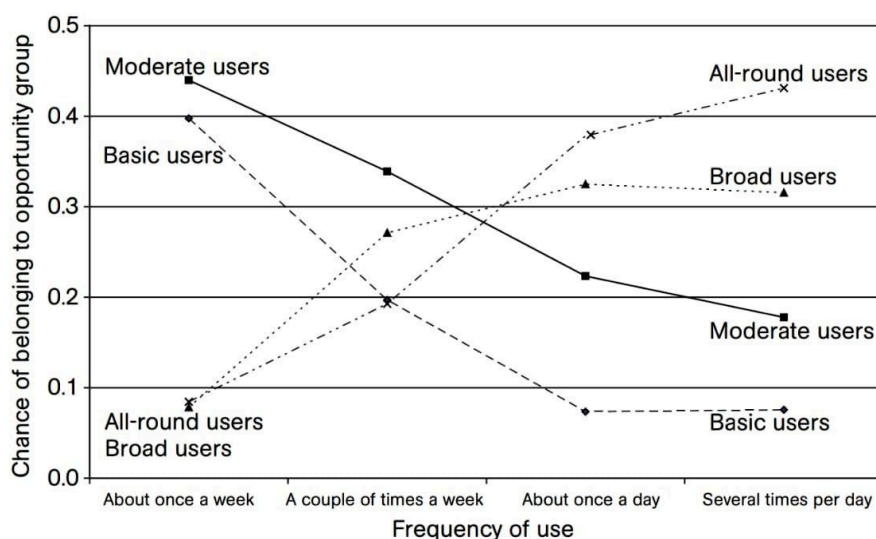 Chance of belonging to opportunity group
0.5
0.4
0.3
0.2
0.1
0.0
Moderate users
All-round users
Basic users
Broad users
Moderate users
All-round users
Broad users
Basic users
About once a week
A couple of times a week
About once a day
Several times per day
Frequency of use